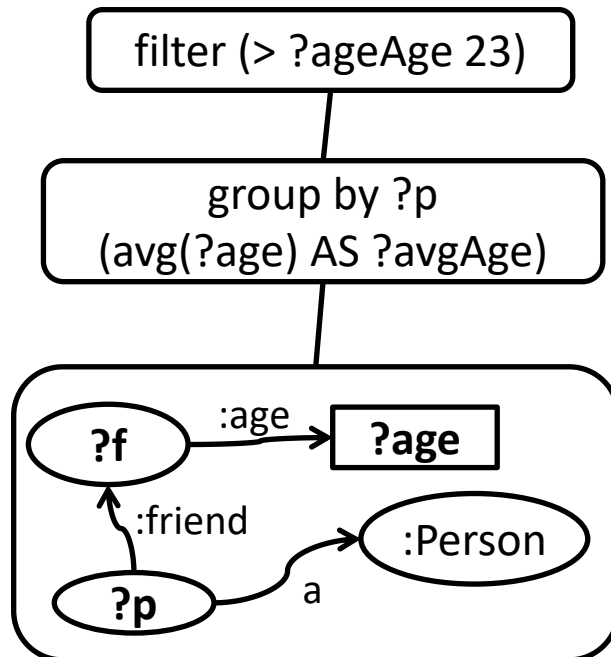 filter (> ?ageAge 23)
group by ?p
(avg(?age) AS ?avgAge)
:age
?f
?age
:friend
:Person
?p
a